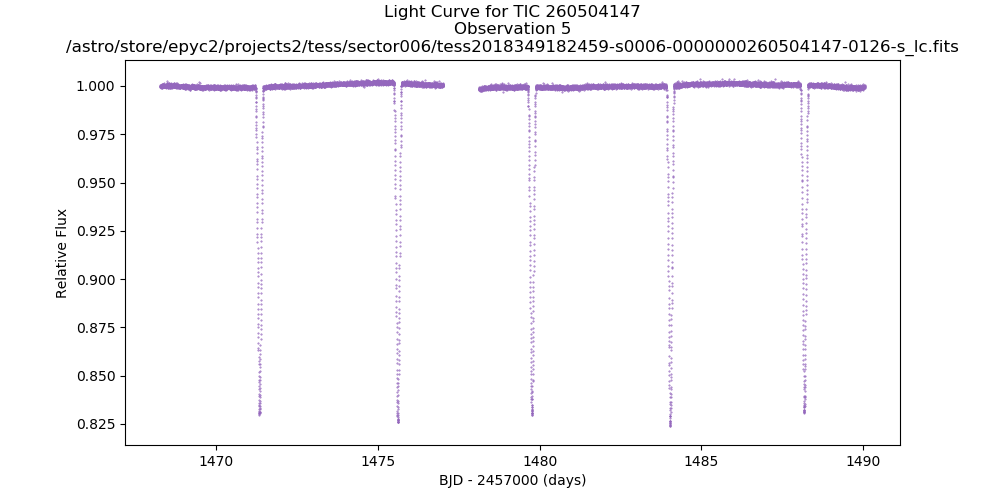 Light Curve for TIC 260504147
Observation 5
/astro/store/epyc2/projects2/tess/sector006/tess2018349182459-s0006-0000000260504147-0126-s_lc.fits
1.000
0.975
0.950
0.925
0.900
0.875
0.850
0.825
Relative Flux
1470 1475 1480 1485 1490
BJD - 2457000 (days)